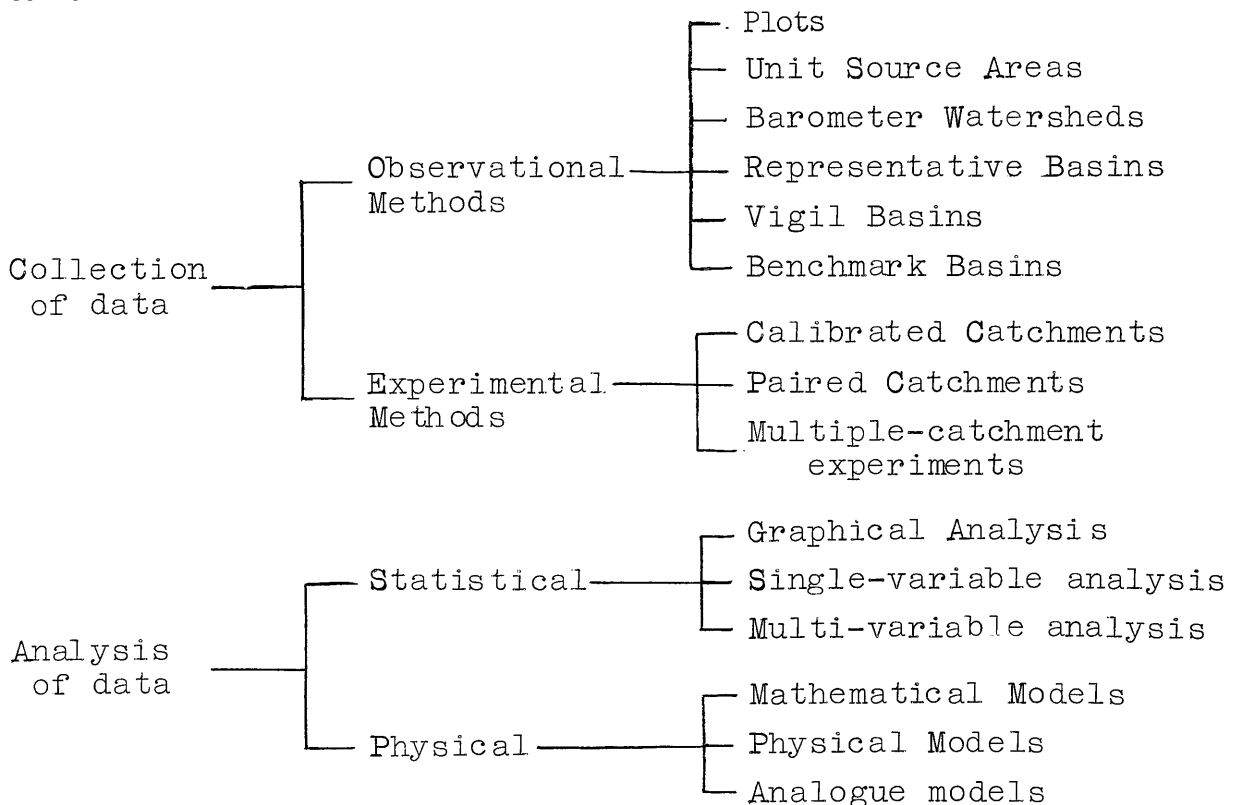 Plots
Unit Source Areas
Barometer Watersheds
Observational
Methods
Representative Basins
Vigil Basins
Benchmark Basins
Collection
of data
Calibrated Catchments
Experimental
Methods
Paired Catchments
Multiple-catchment
experiments
Graphical Analysis
Statistical
Single-variable analysis
Multi-variable analysis
Analysis
of data
Mathematical Models
Physical
Physical Models
Analogue models